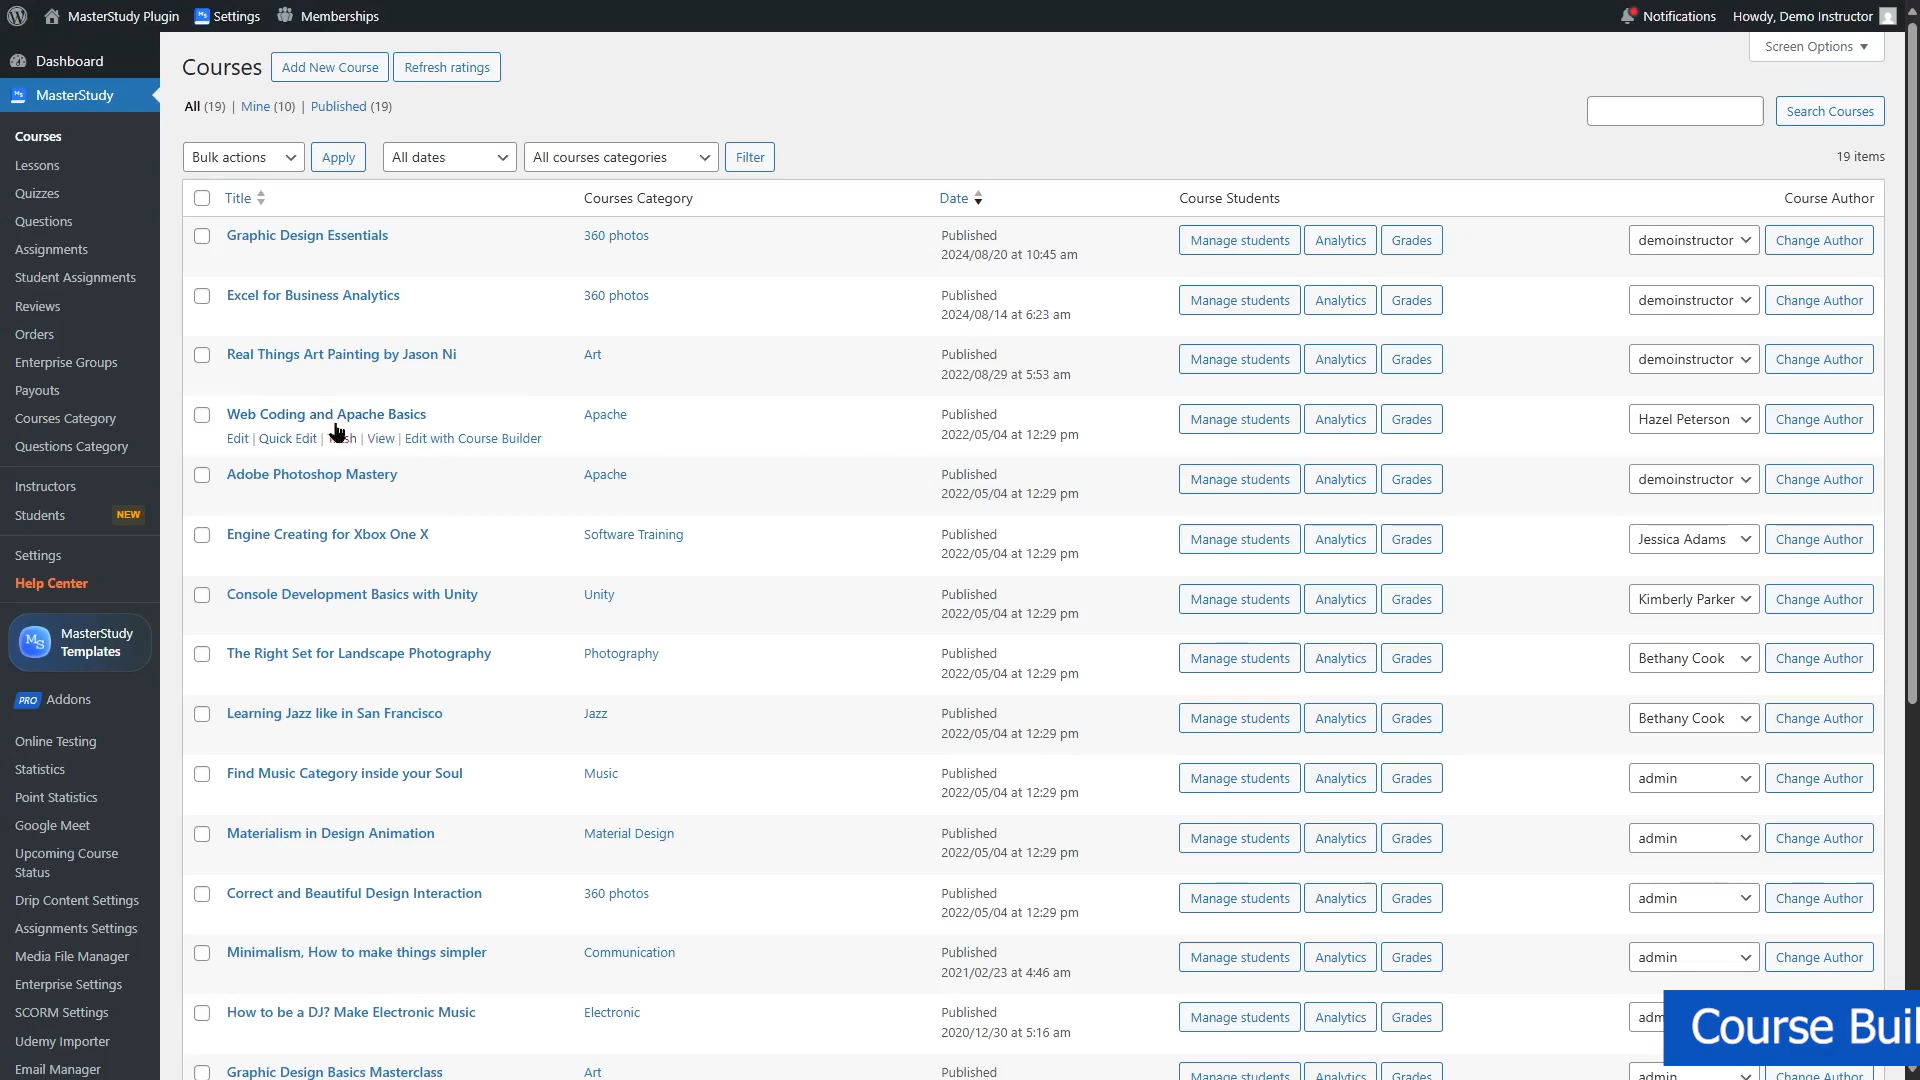 MasterStudy Plugin Settings Memberships Notifications Howdy, Demo Instructor
Screen Options
Dashboard
MasterStudy
Courses
Lessons
Quizzes
Questions
Assignments
Student Assignments
Reviews
Orders
Enterprise Groups
Payouts
Courses Category
Questions Category
Instructors
Students NEW
Settings
Help Center
MS MasterStudy
Templates
PRO Addons
Online Testing
Statistics
Point Statistics
Google Meet
Upcoming Course
Status
Drip Content Settings
Assignments Settings
Media File Manager
Enterprise Settings
SCORM Settings
Udemy Importer
Email Manager
Courses Add New Course Refresh ratings
All (19) | Mine (10) | Published (19)
Search Courses
Bulk actions Apply All dates All courses categories Filter 19 items
Title Courses Category Date Course Students Course Author
Graphic Design Essentials 360 photos Published
2024/08/20 at 10:45 am Manage students Analytics Grades demoinstructor Change Author
Excel for Business Analytics 360 photos Published
2024/08/14 at 6:23 am Manage students Analytics Grades demoinstructor Change Author
Real Things Art Painting by Jason Ni Art Published
2022/08/29 at 5:53 am Manage students Analytics Grades demoinstructor Change Author
Web Coding and Apache Basics Apache Published
Edit | Quick Edit | | View | Edit with Course Builder 2022/05/04 at 12:29 pm Manage students Analytics Grades Hazel Peterson Change Author
Adobe Photoshop Mastery Apache Published
2022/05/04 at 12:29 pm Manage students Analytics Grades demoinstructor Change Author
Engine Creating for Xbox One X Software Training Published
2022/05/04 at 12:29 pm Manage students Analytics Grades Jessica Adams Change Author
Console Development Basics with Unity Unity Published
2022/05/04 at 12:29 pm Manage students Analytics Grades Kimberly Parker Change Author
The Right Set for Landscape Photography Photography Published
2022/05/04 at 12:29 pm Manage students Analytics Grades Bethany Cook Change Author
Learning Jazz like in San Francisco Jazz Published
2022/05/04 at 12:29 pm Manage students Analytics Grades Bethany Cook Change Author
Find Music Category inside your Soul Music Published
2022/05/04 at 12:29 pm Manage students Analytics Grades admin Change Author
Materialism in Design Animation Material Design Published
2022/05/04 at 12:29 pm Manage students Analytics Grades admin Change Author
Correct and Beautiful Design Interaction 360 photos Published
2022/05/04 at 12:29 pm Manage students Analytics Grades admin Change Author
Minimalism, How to make things simpler Communication Published
2021/02/23 at 4:46 am Manage students Analytics Grades admin Change Author
How to be a DJ? Make Electronic Music Electronic Published
2020/12/30 at 5:16 am Manage students Analytics Grades adm
Graphic Design Basics Masterclass Art Published Manage students Analytics Grades admin Change Author
Course Buil